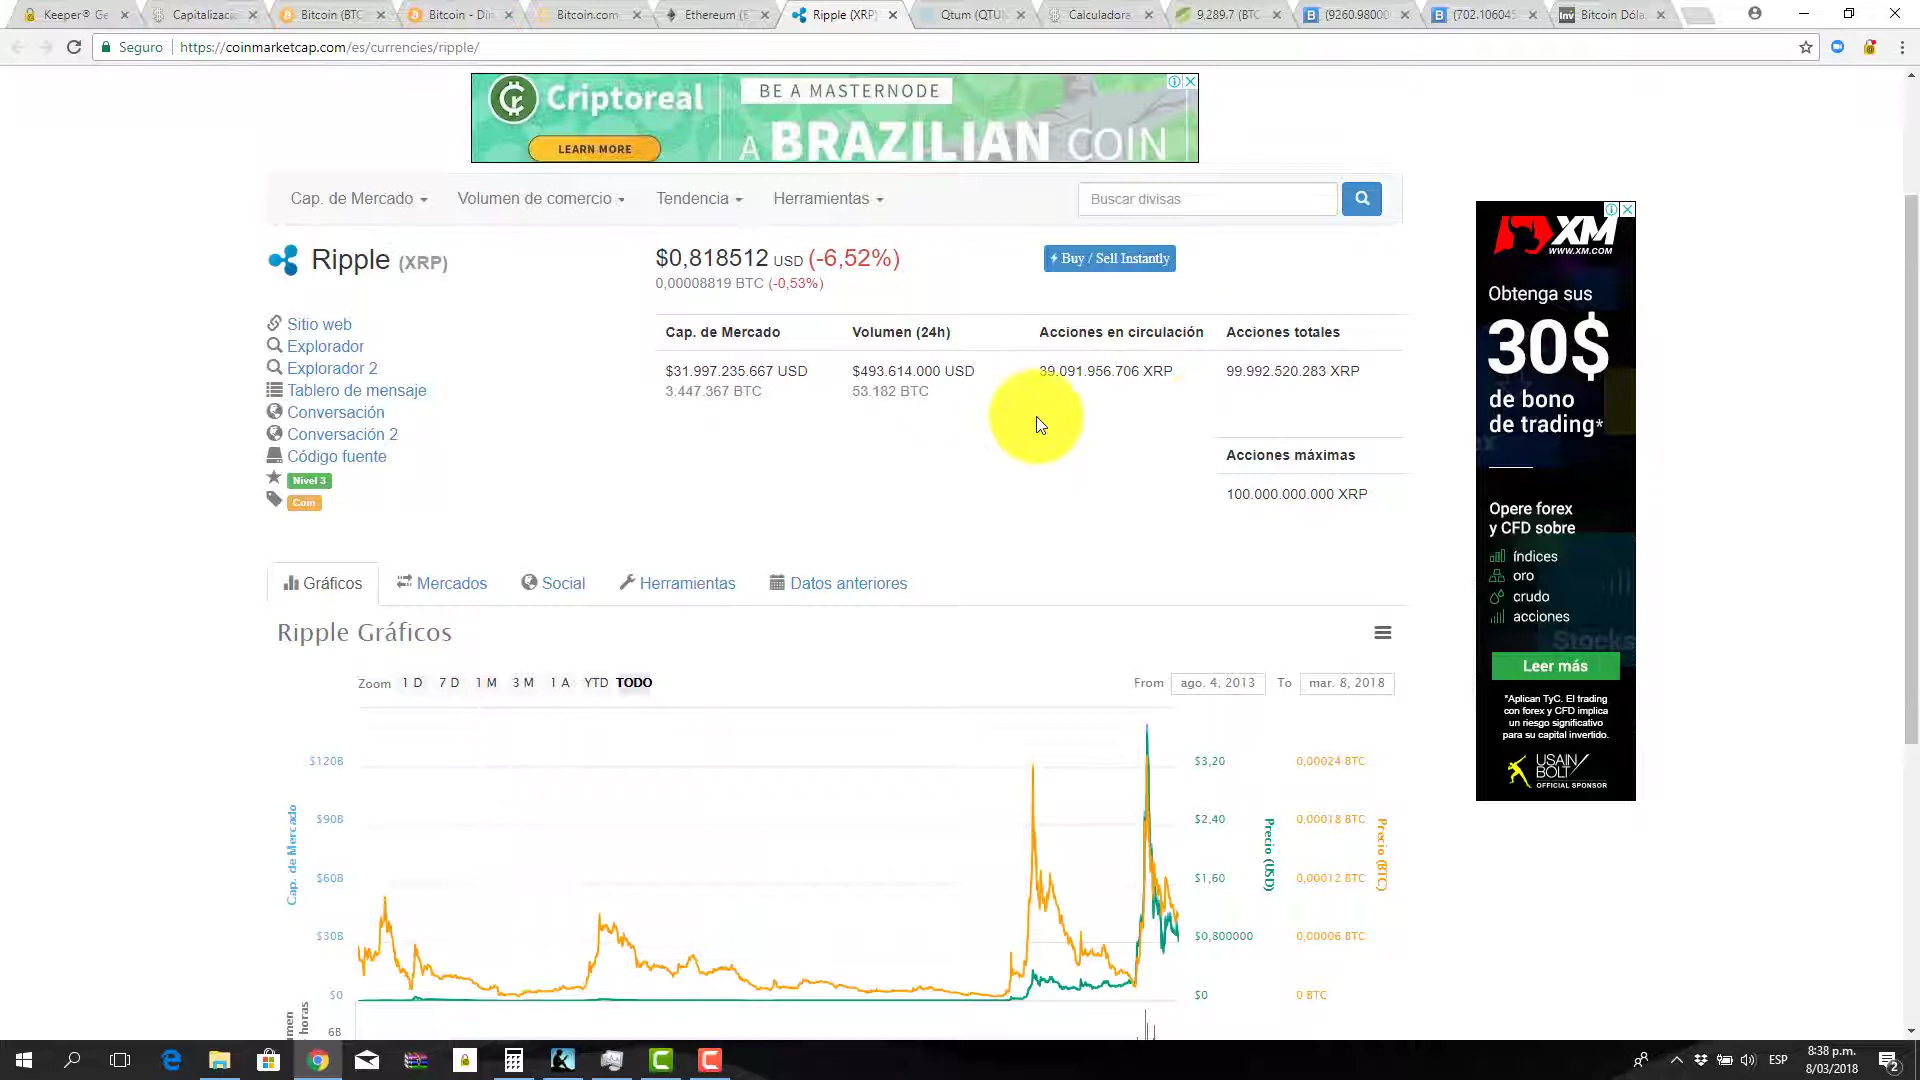 Keeper® Ge
Capitalizaci
Bitcoin (BTC
Bitcoin - Di
Bitcoin.com
Ethereum (E
Ripple (XRP)
Qtum (QTU
Calculadora
9,289.7 (BTC
(9260.98000
(702.106045
Bitcoin Dóla
Seguro
https://coinmarketcap.com/es/currencies/ripple/
Criptoreal
LEARN MORE
BE A MASTERNODE
A BRAZILIAN COIN
Cap. de Mercado
Volumen de comercio
Tendencia
Herramientas
Buscar divisas
Ripple (XRP)
$0,818512 USD (-6,52%)
0,00008819 BTC (-0,53%)
Buy / Sell Instantly
Sitio web
Explorador
Explorador 2
Tablero de mensaje
Conversación
Conversación 2
Código fuente
Nivel 3
Coin
Cap. de Mercado
Volumen (24h)
Acciones en circulación
Acciones totales
$31.997.235.667 USD
3.447.367 BTC
$493.614.000 USD
53.182 BTC
39.091.956.706 XRP
99.992.520.283 XRP
Acciones máximas
100.000.000.000 XRP
Gráficos
Mercados
Social
Herramientas
Datos anteriores
Ripple Gráficos
Zoom 1 D 7 D 1 M 3 M 1 A YTD TODO
From ago. 4, 2013 To mar. 8, 2018
$120B
$90B
$60B
$30B
$0
Cap. de Mercado
$3,20
$2,40
$1,60
$0,800000
$0
Precio (USD)
0,00024 BTC
0,00018 BTC
0,00012 BTC
0,00006 BTC
0 BTC
Precio (BTC)
6B
horas
XM
WWW.XM.COM
Obtenga sus
30$
de bono
de trading*
Opere forex
y CFD sobre
índices
oro
crudo
acciones
Stocks
Leer más
*Aplican TyC. El trading
con forex y CFD implica
un riesgo significativo
para su capital invertido.
USAIN
BOLT
OFFICIAL SPONSOR
ESP
8:38 p.m.
8/03/2018
2